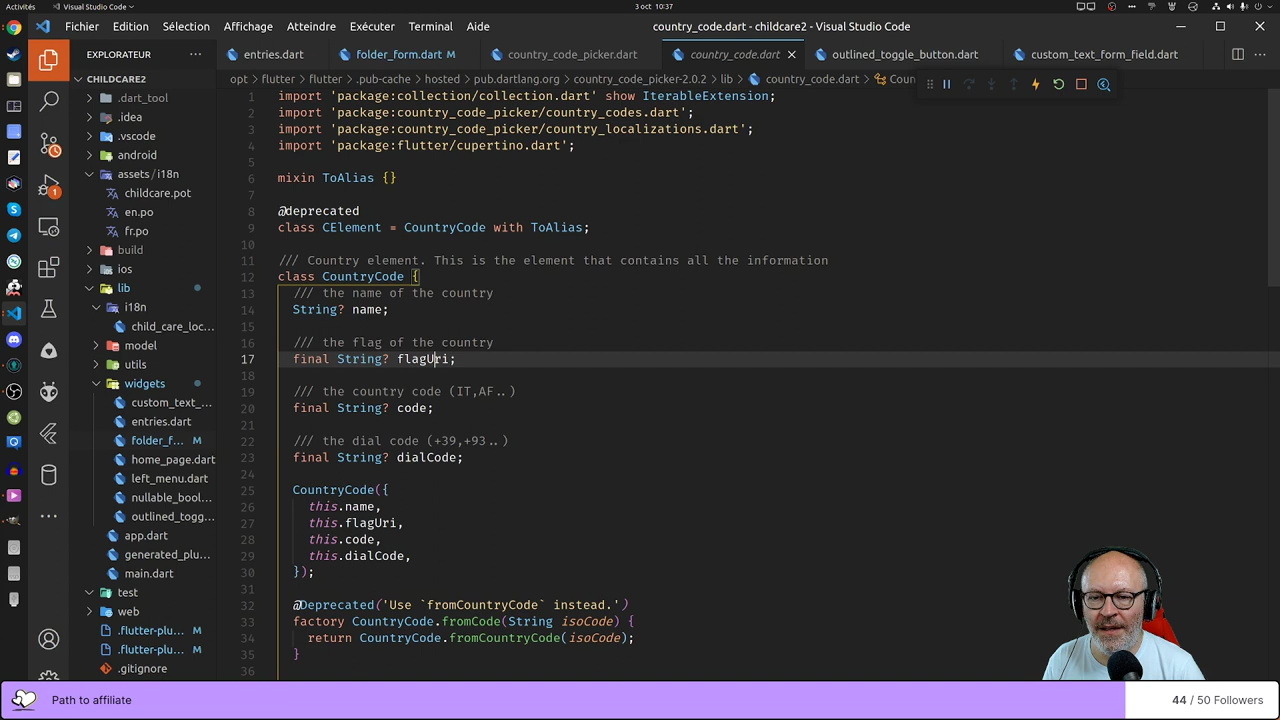 Activités
Visual Studio Code
3 oct 10:37
Fichier Edition Sélection Affichage Atteindre Exécuter Terminal Aide
country_code.dart - childcare2 - Visual Studio Code
EXPLORATEUR
entries.dart
folder_form.dart M
country_code_picker.dart
country_code.dart
outlined_toggle_button.dart
custom_text_form_field.dart
opt > flutter > flutter > .pub-cache > hosted > pub.dartlang.org > country_code_picker-2.0.2 > lib > country_code.dart > Coun
CHILDCARE2
.dart_tool
.idea
.vscode
android
assets/i18n
childcare.pot
en.po
fr.po
build
ios
lib
i18n
child_care_loc...
model
utils
widgets
custom_text_...
entries.dart
folder_f... M
home_page.dart
left_menu.dart
nullable_bool...
outlined_togg...
app.dart
generated_plu...
main.dart
test
web
.flutter-plu...
.flutter-plu...
.gitignore
1 import 'package:collection/collection.dart' show IterableExtension;
2 import 'package:country_code_picker/country_codes.dart';
3 import 'package:country_code_picker/country_localizations.dart';
4 import 'package:flutter/cupertino.dart';
5
6 mixin ToAlias {}
7
8 @deprecated
9 class CElement = CountryCode with ToAlias;
10
11 /// Country element. This is the element that contains all the information
12 class CountryCode {
13 /// the name of the country
14 String? name;
15
16 /// the flag of the country
17 final String? flagUri;
18
19 /// the country code (IT,AF..)
20 final String? code;
21
22 /// the dial code (+39,+93..)
23 final String? dialCode;
24
25 CountryCode({
26 this.name,
27 this.flagUri,
28 this.code,
29 this.dialCode,
30 });
31
32 @Deprecated('Use `fromCountryCode` instead.')
33 factory CountryCode.fromCode(String isoCode) {
34 return CountryCode.fromCountryCode(isoCode);
35 }
36
Path to affiliate
44 / 50 Followers